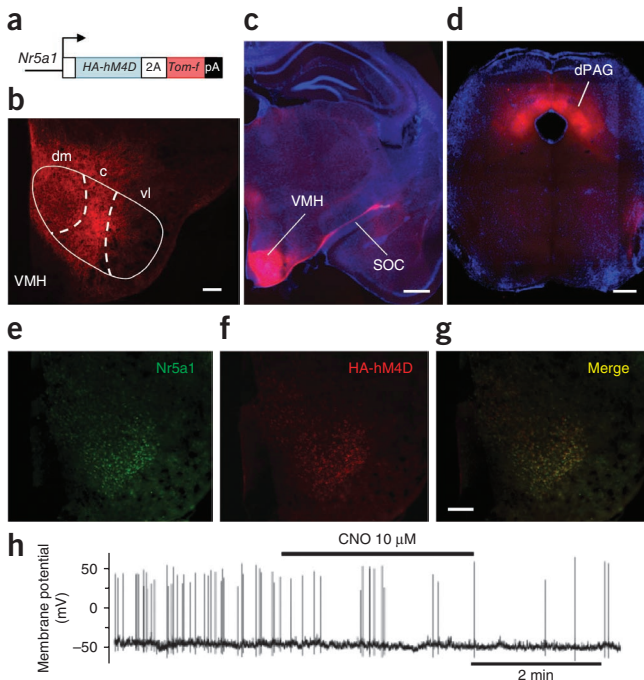 a
Nr5a1
HA-hM4D
2A
Tom-f
pA
b
dm
c
vl
VMH
c
VMH
SOC
d
dPAG
e
Nr5a1
f
HA-hM4D
g
Merge
h
CNO 10 μM
Membrane potential
(mV)
50
0
–50
2 min